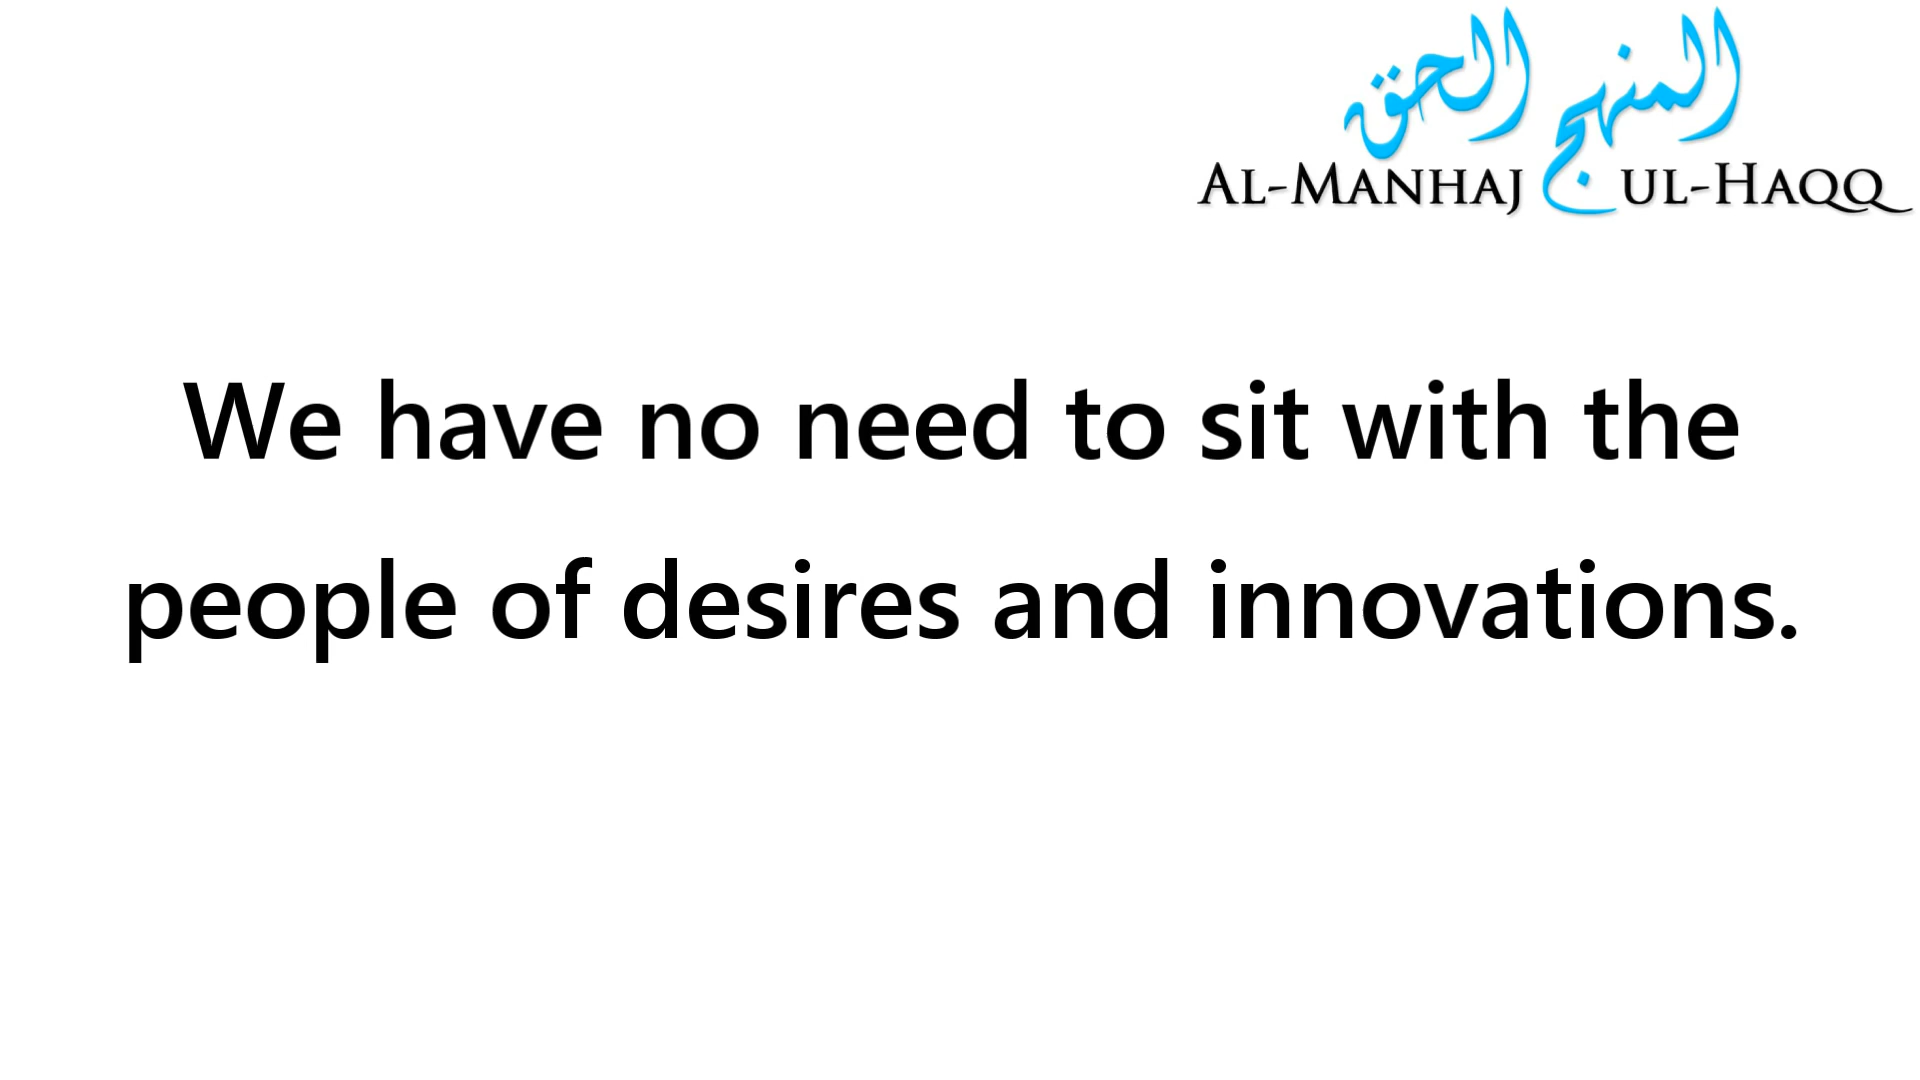 المنهج الحق
AL-MANHAJ UL-HAQQ
We have no need to sit with the
people of desires and innovations.